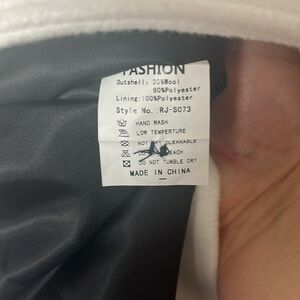 FASHION
Outshell: 20%Wool
80%Polyester
Lining:100%Polyester
Style No.:RJ-S073
HAND WASH
LOW TEMPERTURE
NOT DRY CLEANABLE
DO NOT TUMBLE DRY
MADE IN CHINA